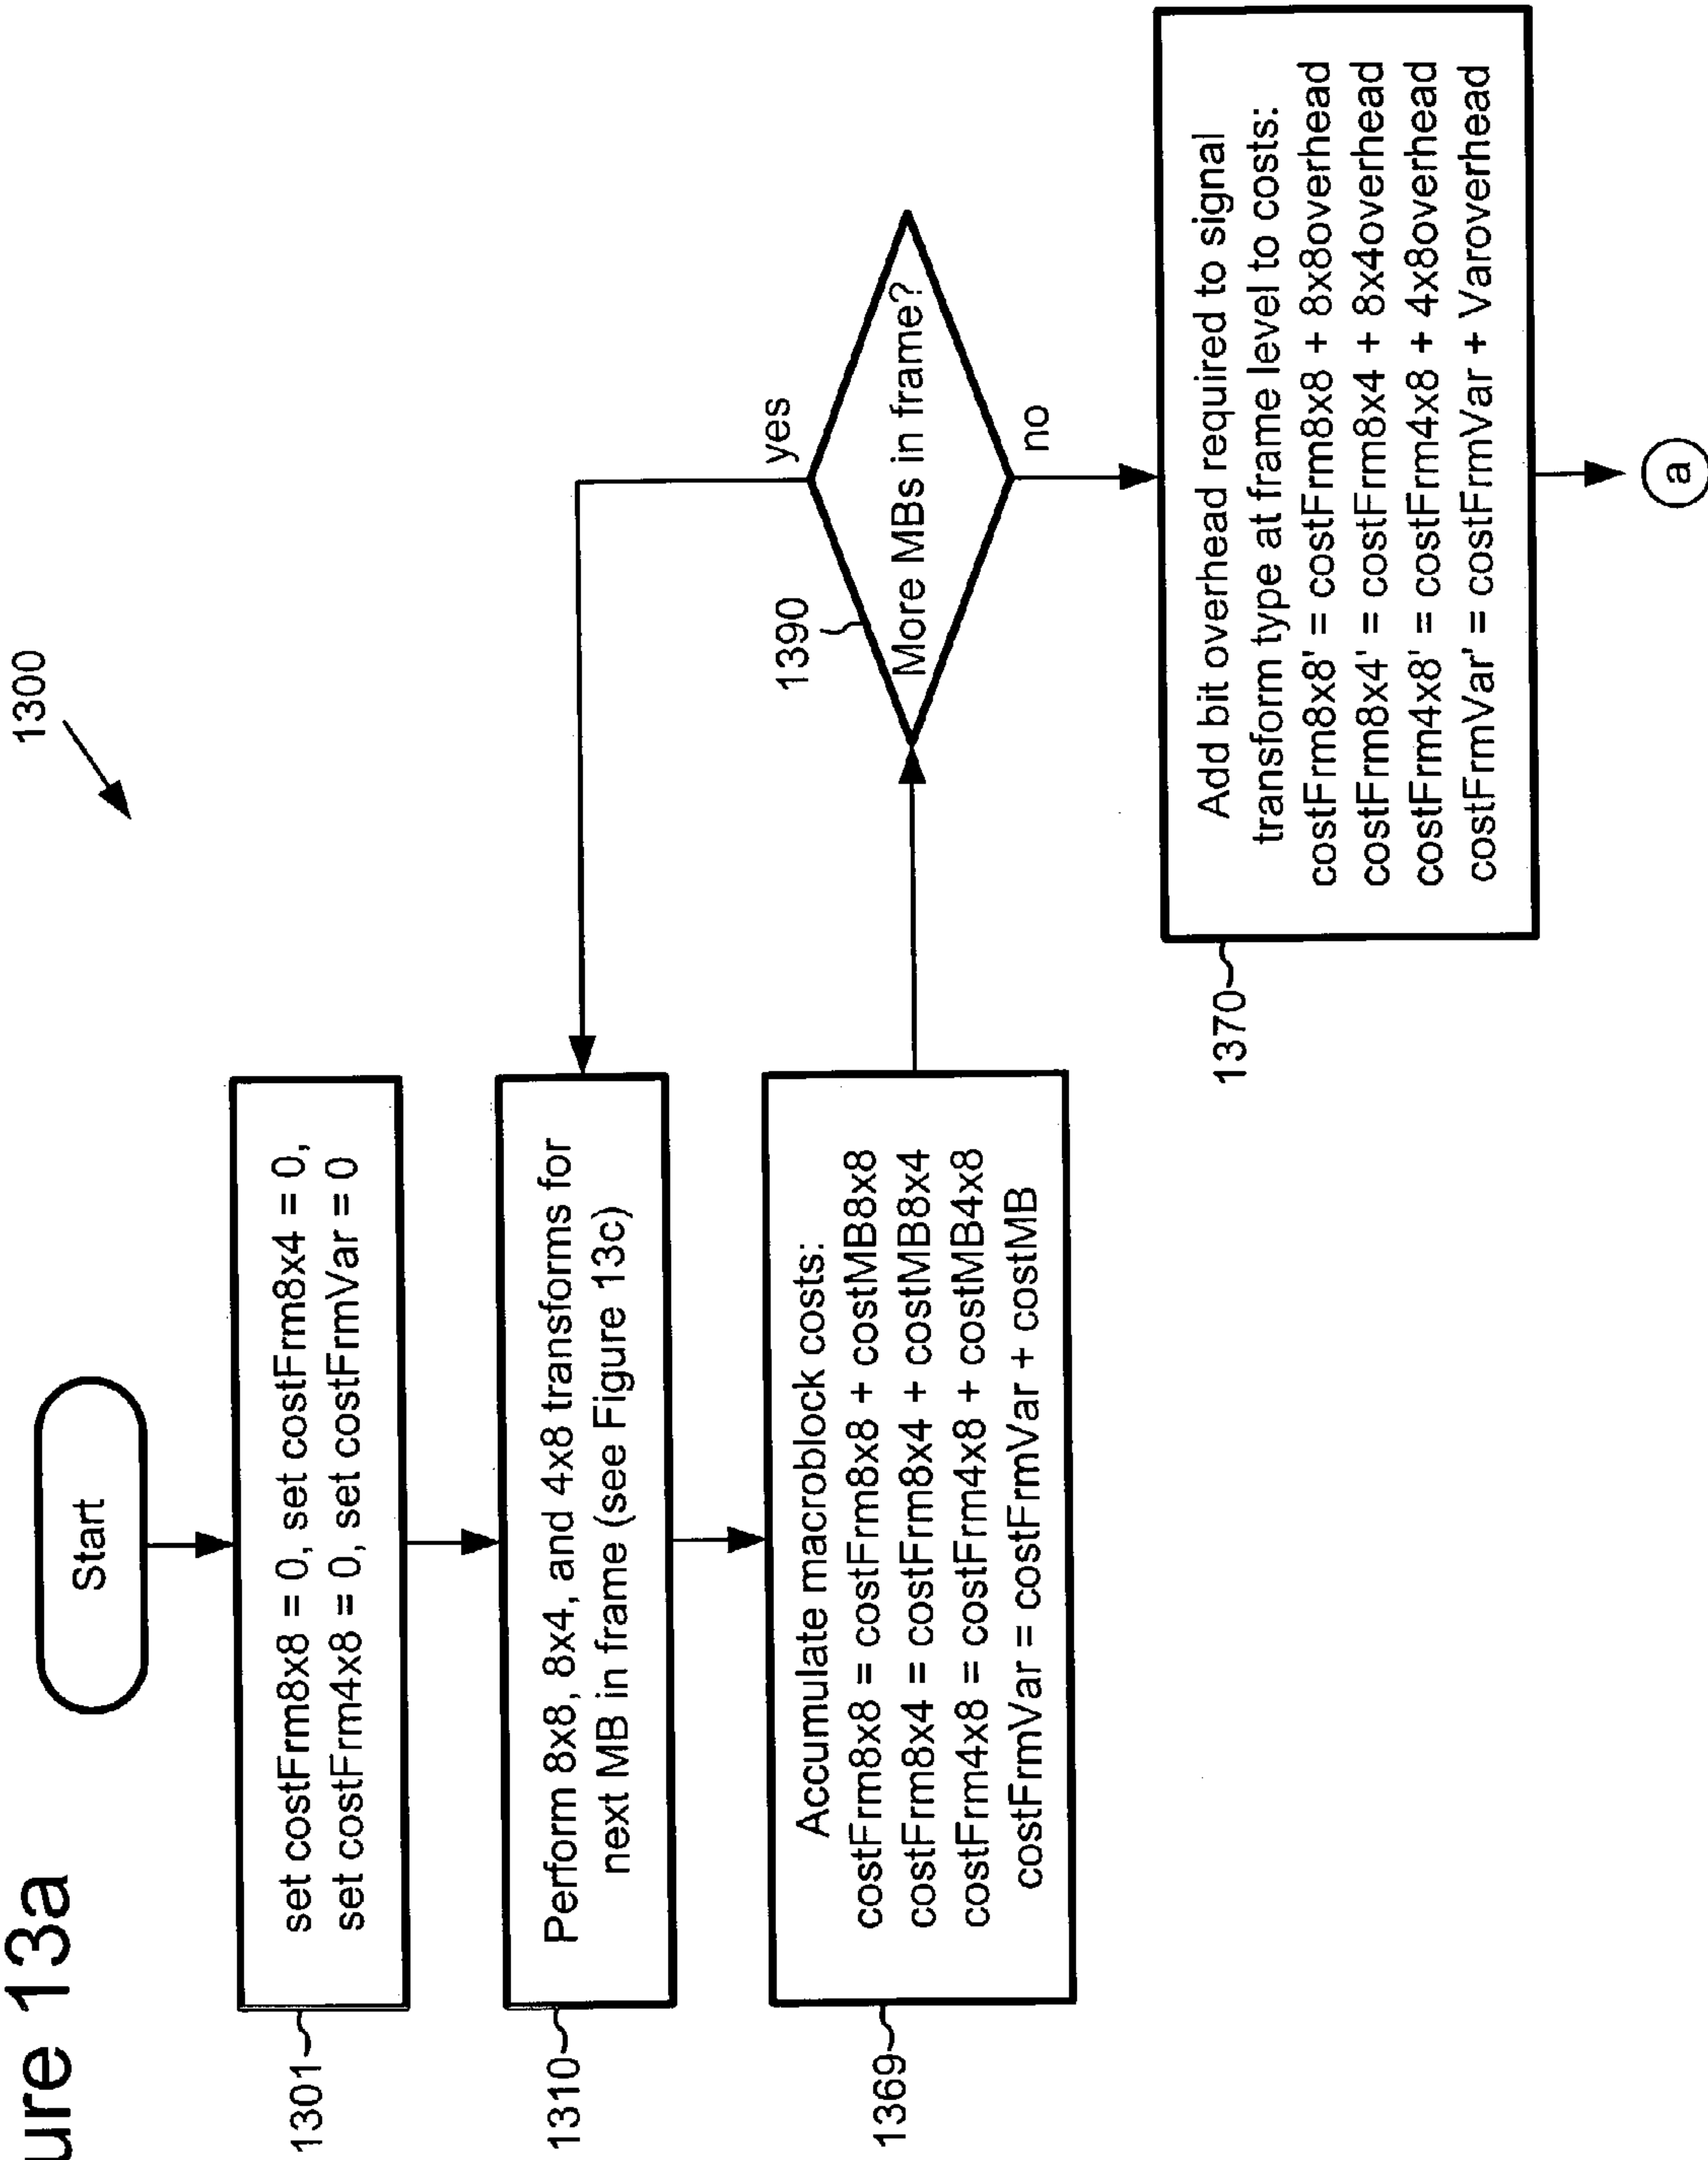 ure 13a
1300
Start
1301
set costFrm8x8 = 0, set costFrm8x4 = 0,
set costFrm4x8 = 0, set costFrmVar = 0
1310
Perform 8x8, 8x4, and 4x8 transforms for
next MB in frame (see Figure 13c)
1369
Accumulate macroblock costs:
costFrm8x8 = costFrm8x8 + costMB8x8
costFrm8x4 = costFrm8x4 + costMB8x4
costFrm4x8 = costFrm4x8 + costMB4x8
costFrmVar = costFrmVar + costMB
1390
More MBs in frame?
yes
no
1370
Add bit overhead required to signal
transform type at frame level to costs:
costFrm8x8' = costFrm8x8 + 8x8overhead
costFrm8x4' = costFrm8x4 + 8x4overhead
costFrm4x8' = costFrm4x8 + 4x8overhead
costFrmVar' = costFrmVar + Varoverhead
a